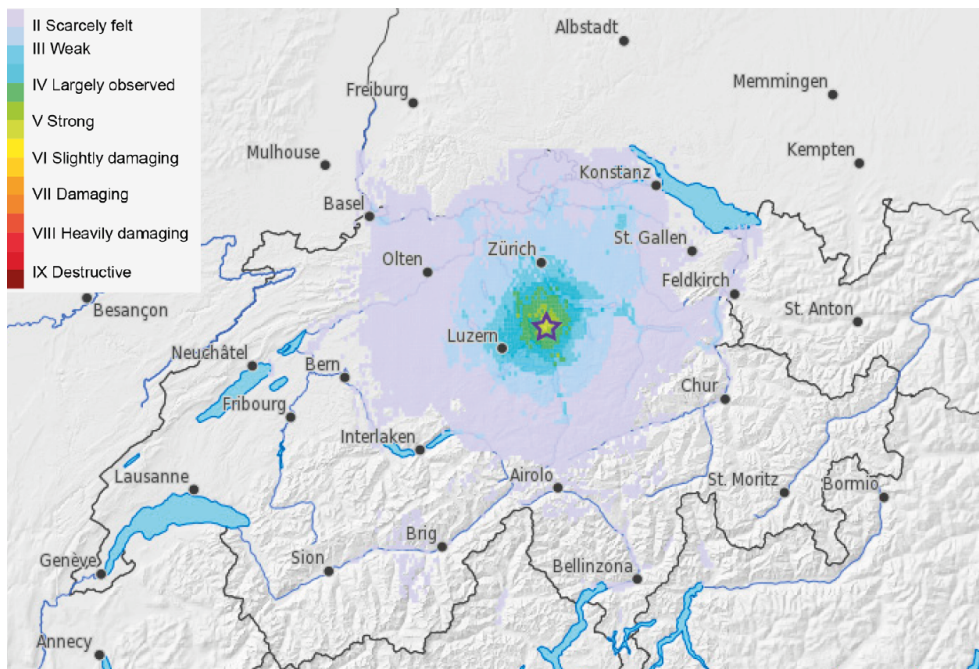 II Scarcely felt
III Weak
IV Largely observed
V Strong
VI Slightly damaging
VII Damaging
VIII Heavily damaging
IX Destructive
Albstadt
Memmingen
Freiburg
Kempten
Mulhouse
Konstanz
Basel
St. Gallen
Zürich
Olten
Feldkirch
Besançon
St. Anton
Luzern
Neuchâtel
Bern
Chur
Fribourg
Interlaken
Lausanne
Airolo
St. Moritz
Bormio
Brig
Sion
Genève
Bellinzona
Annecy